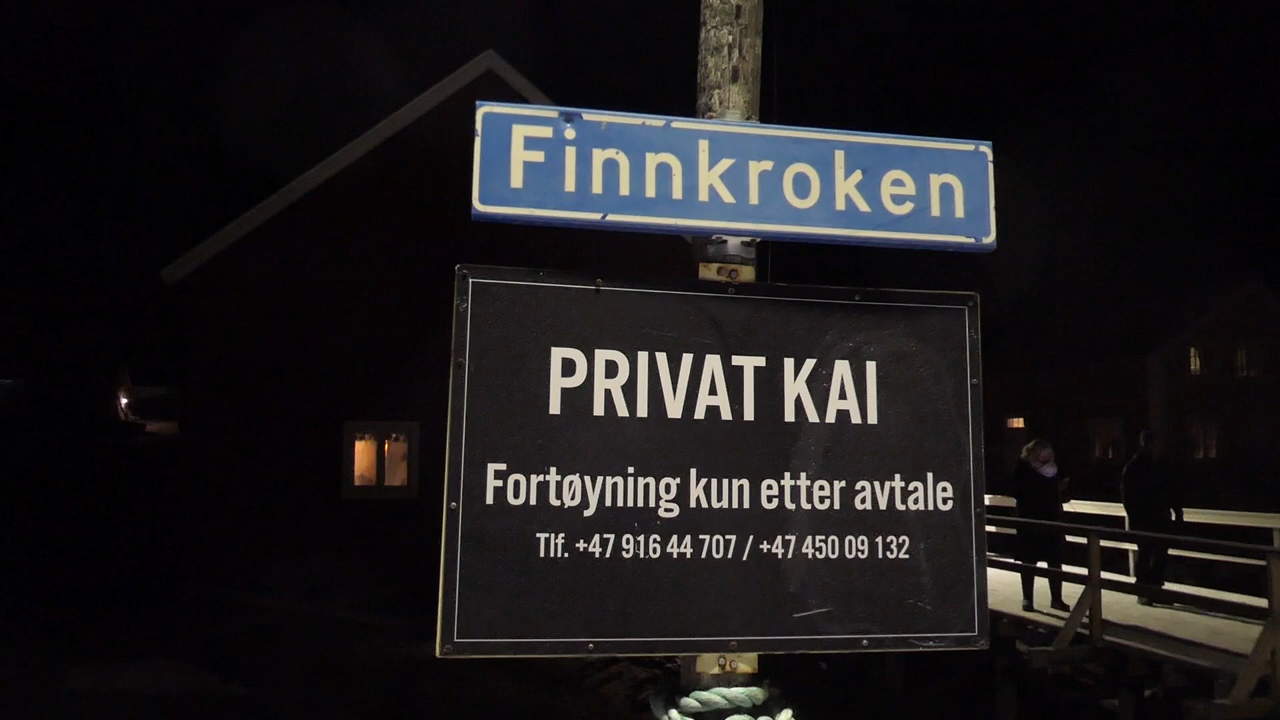 Finnkroken
PRIVAT KAI
Fortøyning kun etter avtale
Tlf. +47 916 44 707 / +47 450 09 132